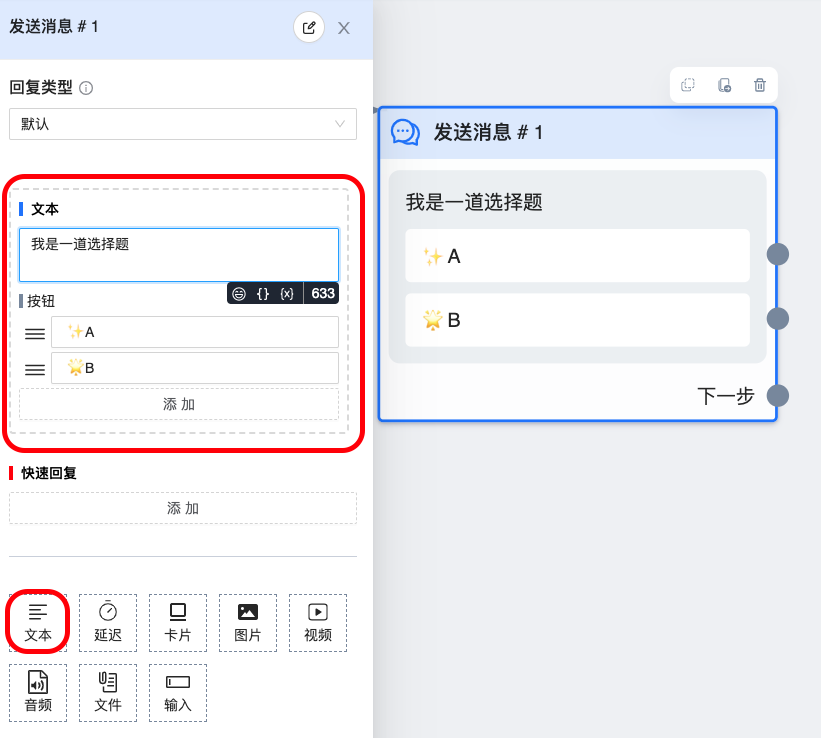 发送消息 # 1
X
回复类型
默认
文本
我是一道选择题
{} {x} 633
按钮
✨A
🌟B
添 加
快速回复
添 加
文本
延迟
卡片
图片
视频
音频
文件
输入
发送消息 # 1
我是一道选择题
✨A
🌟B
下一步